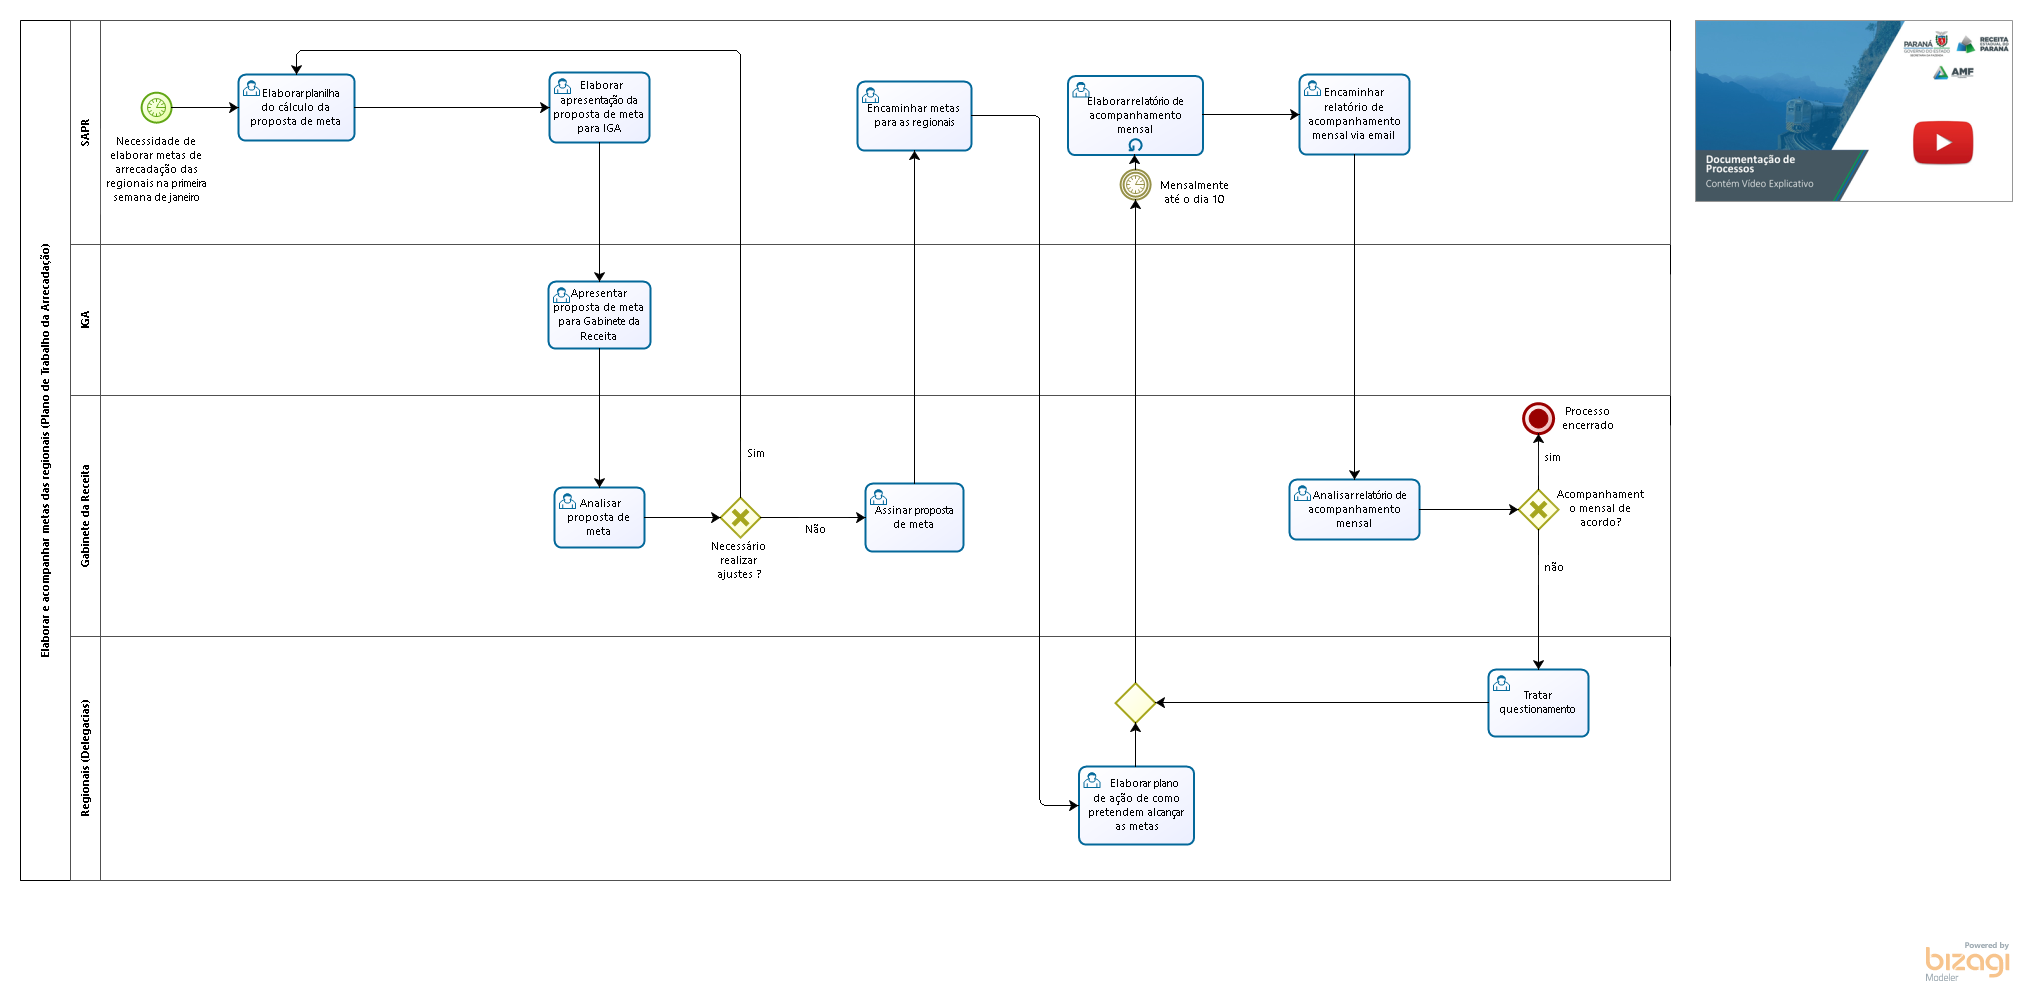 Elaborar e acompanhar metas das regionais (Plano de Trabalho da Arrecadação)
SAPR
Necessidade de
elaborar metas de
arrecadação das
regionais na primeira
semana de janeiro
Elaborar planilha
do cálculo da
proposta de meta
Elaborar
apresentação da
proposta de meta
para IGA
Encaminhar metas
para as regionais
Elaborar relatório de
acompanhamento
mensal
Mensalmente
até o dia 10
Encaminhar
relatório de
acompanhamento
mensal via email
IGA
Apresentar
proposta de meta
para Gabinete da
Receita
Gabinete da Receita
Analisar
proposta de
meta
Sim
Necessário
realizar
ajustes ?
Não
Assinar proposta
de meta
Analisar relatório de
acompanhamento
mensal
Processo
encerrado
sim
Acompanhament
o mensal de
acordo?
não
Regionais (Delegacias)
Tratar
questionamento
Elaborar plano
de ação de como
pretendem alcançar
as metas
PARANÁ
GOVERNO DO ESTADO
RECEITA
ESTADUAL DO
PARANÁ
AMF
Documentação de
Processos
Contém Vídeo Explicativo
Powered by
bizagi
Modeler